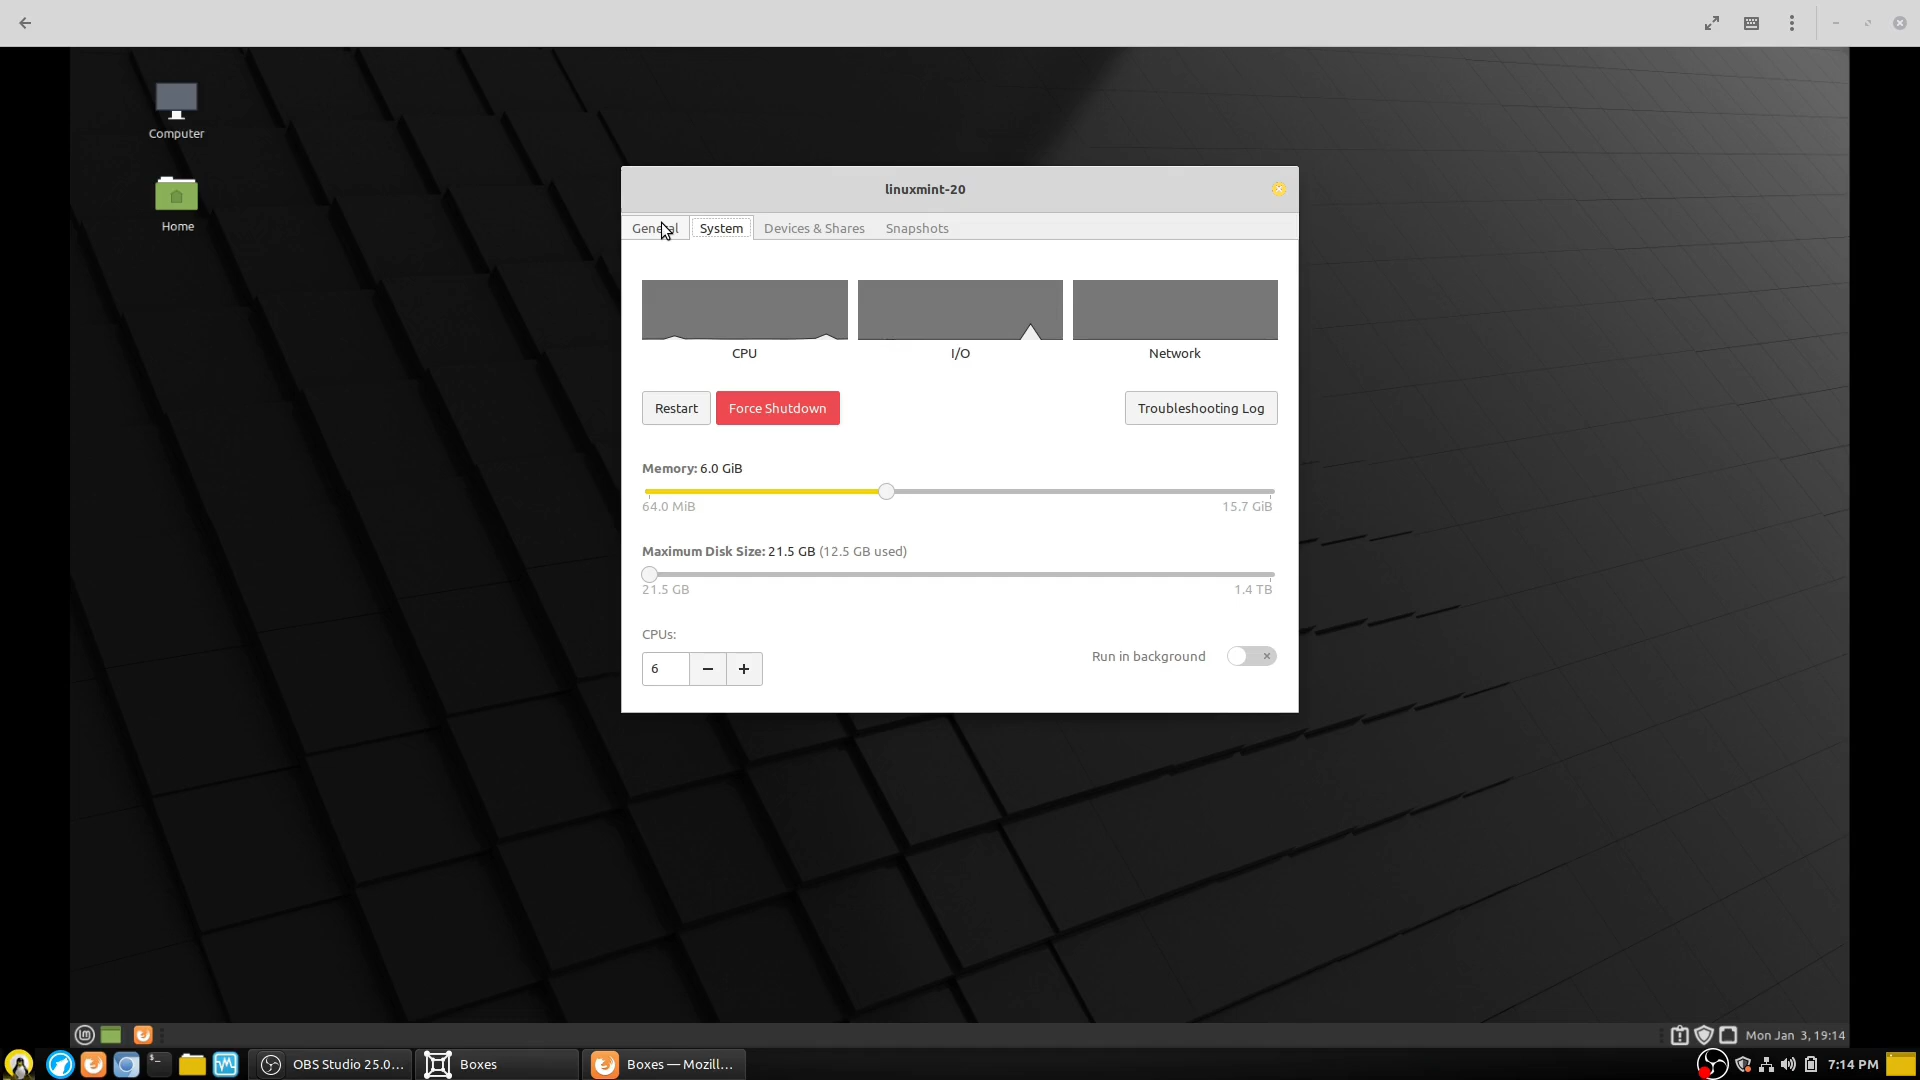 Computer
Home
linuxmint-20
General
System
Devices & Shares
Snapshots
CPU
I/O
Network
Restart
Force Shutdown
Troubleshooting Log
Memory: 6.0 GiB
64.0 MiB
15.7 GiB
Maximum Disk Size: 21.5 GB (12.5 GB used)
21.5 GB
1.4 TB
CPUs:
6
Run in background
Mon Jan 3, 19:14
OBS Studio 25.0...
Boxes
Boxes — Mozill...
7:14 PM